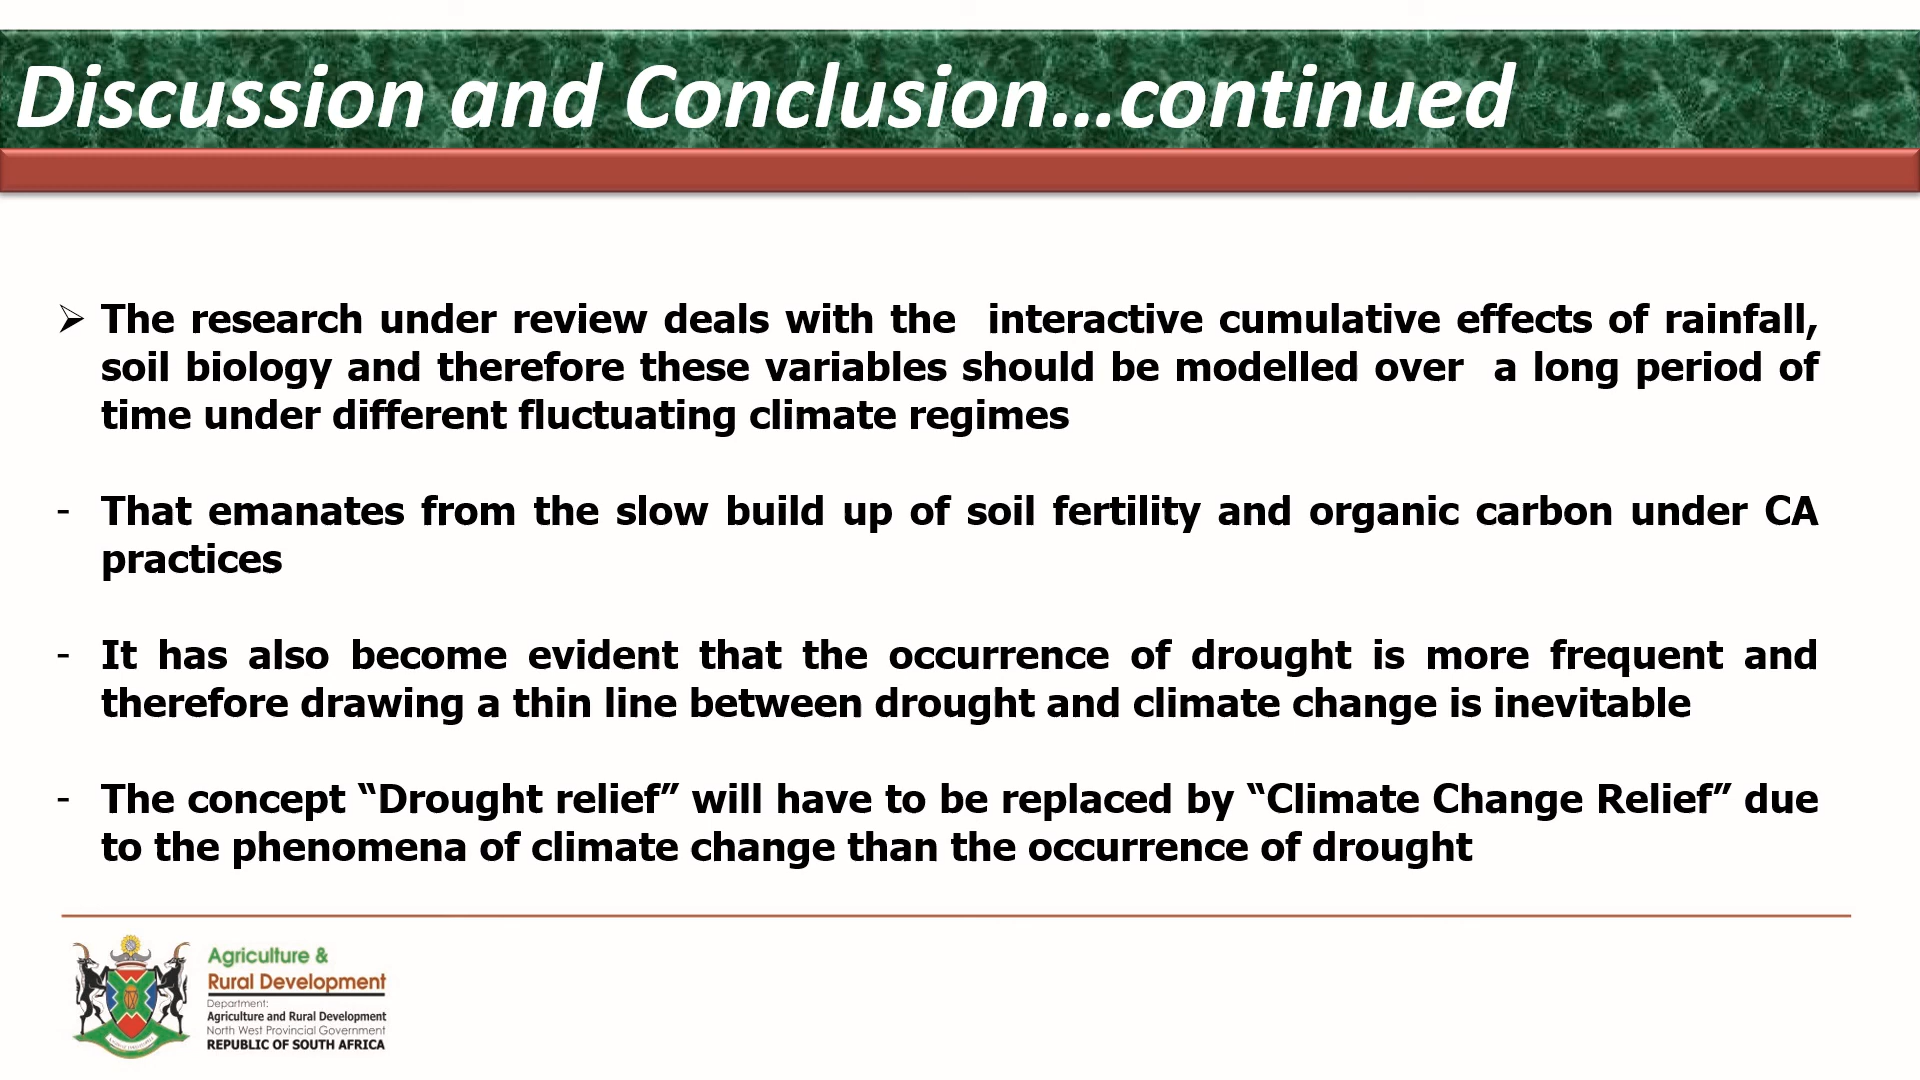 Discussion and Conclusion...continued
➢ The research under review deals with the interactive cumulative effects of rainfall,
soil biology and therefore these variables should be modelled over a long period of
time under different fluctuating climate regimes
- That emanates from the slow build up of soil fertility and organic carbon under CA
practices
- It has also become evident that the occurrence of drought is more frequent and
therefore drawing a thin line between drought and climate change is inevitable
- The concept “Drought relief” will have to be replaced by “Climate Change Relief” due
to the phenomena of climate change than the occurrence of drought
Agriculture &
Rural Development
Department:
Agriculture and Rural Development
North West Provincial Government
REPUBLIC OF SOUTH AFRICA